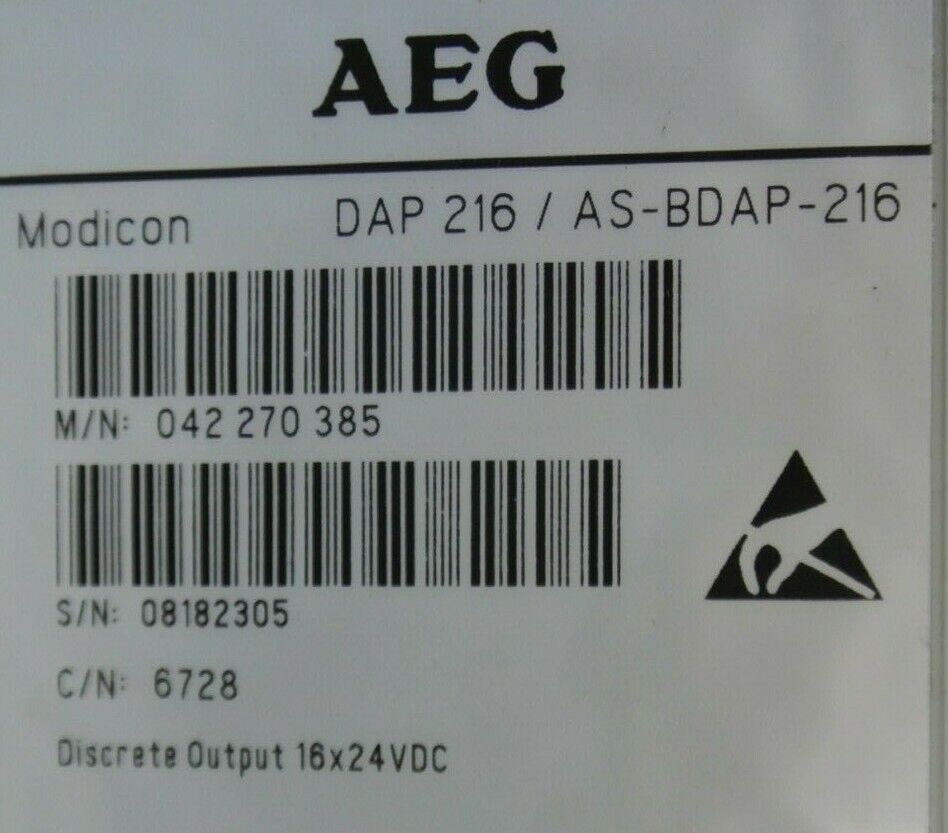 AEG
Modicon DAP 216 / AS-BDAP-216
M/N: 042 270 385
S/N: 08182305
C/N: 6728
Discrete Output 16x24VDC